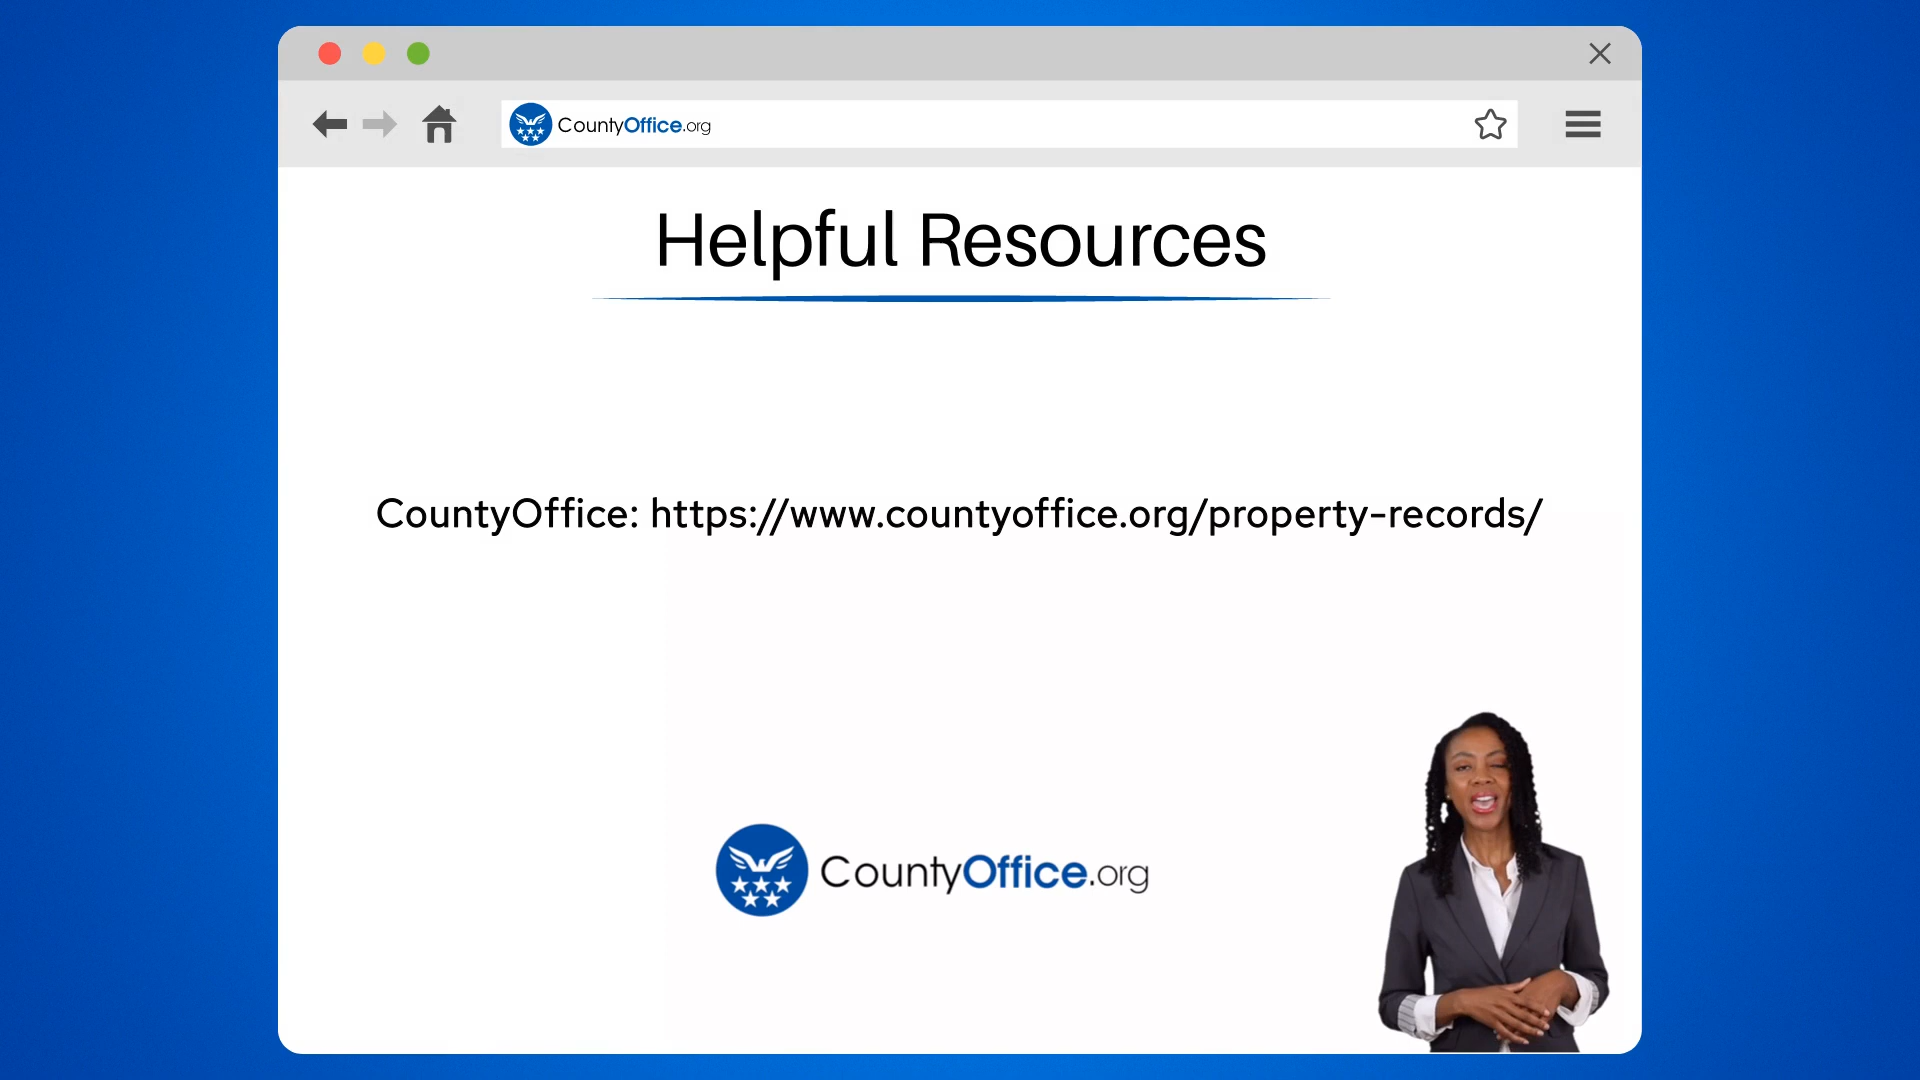 CountyOffice.org
Helpful Resources
CountyOffice: https://www.countyoffice.org/property-records/
CountyOffice.org